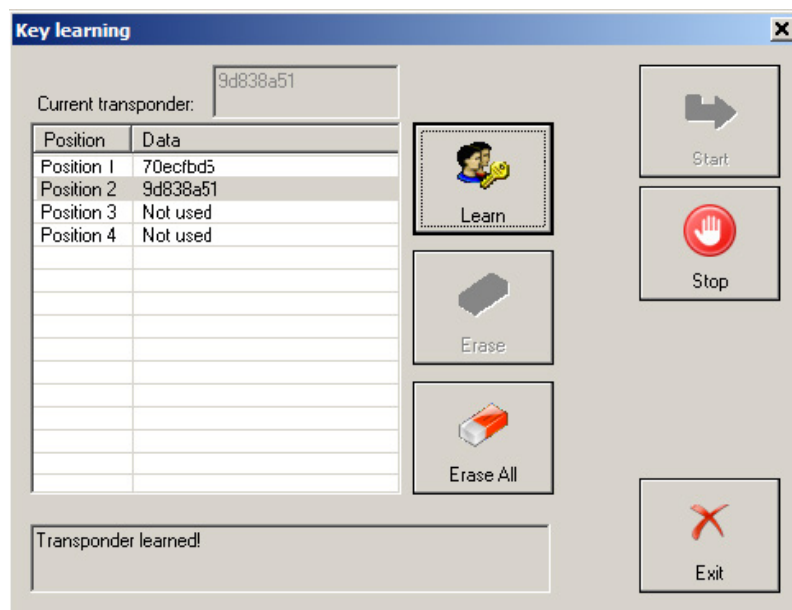 Key learning
Current transponder: 9d838a51
Position Data
Position 1 70ecfbd5
Position 2 9d838a51
Position 3 Not used
Position 4 Not used
Learn
Erase
Erase All
Start
Stop
Exit
Transponder learned!